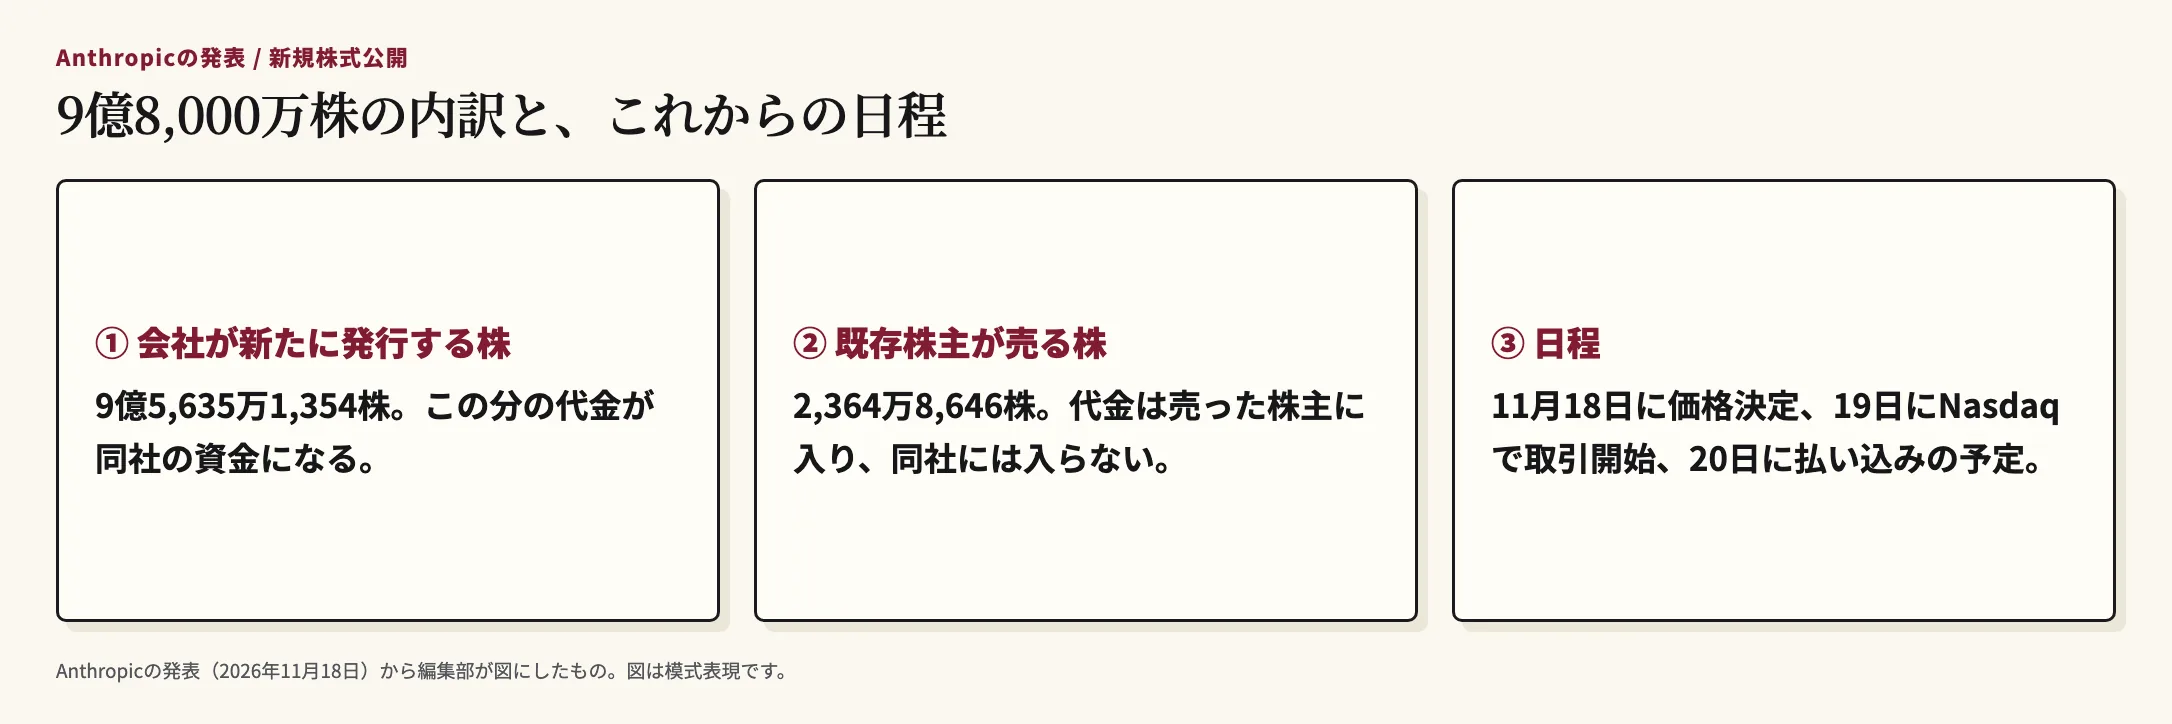 Anthropicの発表 / 新規株式公開
9億8,000万株の内訳と、これからの日程
① 会社が新たに発行する株
9億5,635万1,354株。この分の代金が
同社の資金になる。
② 既存株主が売る株
2,364万8,646株。代金は売った株主に
入り、同社には入らない。
③ 日程
11月18日に価格決定、19日にNasdaq
で取引開始、20日に払い込みの予定。
Anthropicの発表（2026年11月18日）から編集部が図にしたもの。図は模式表現です。